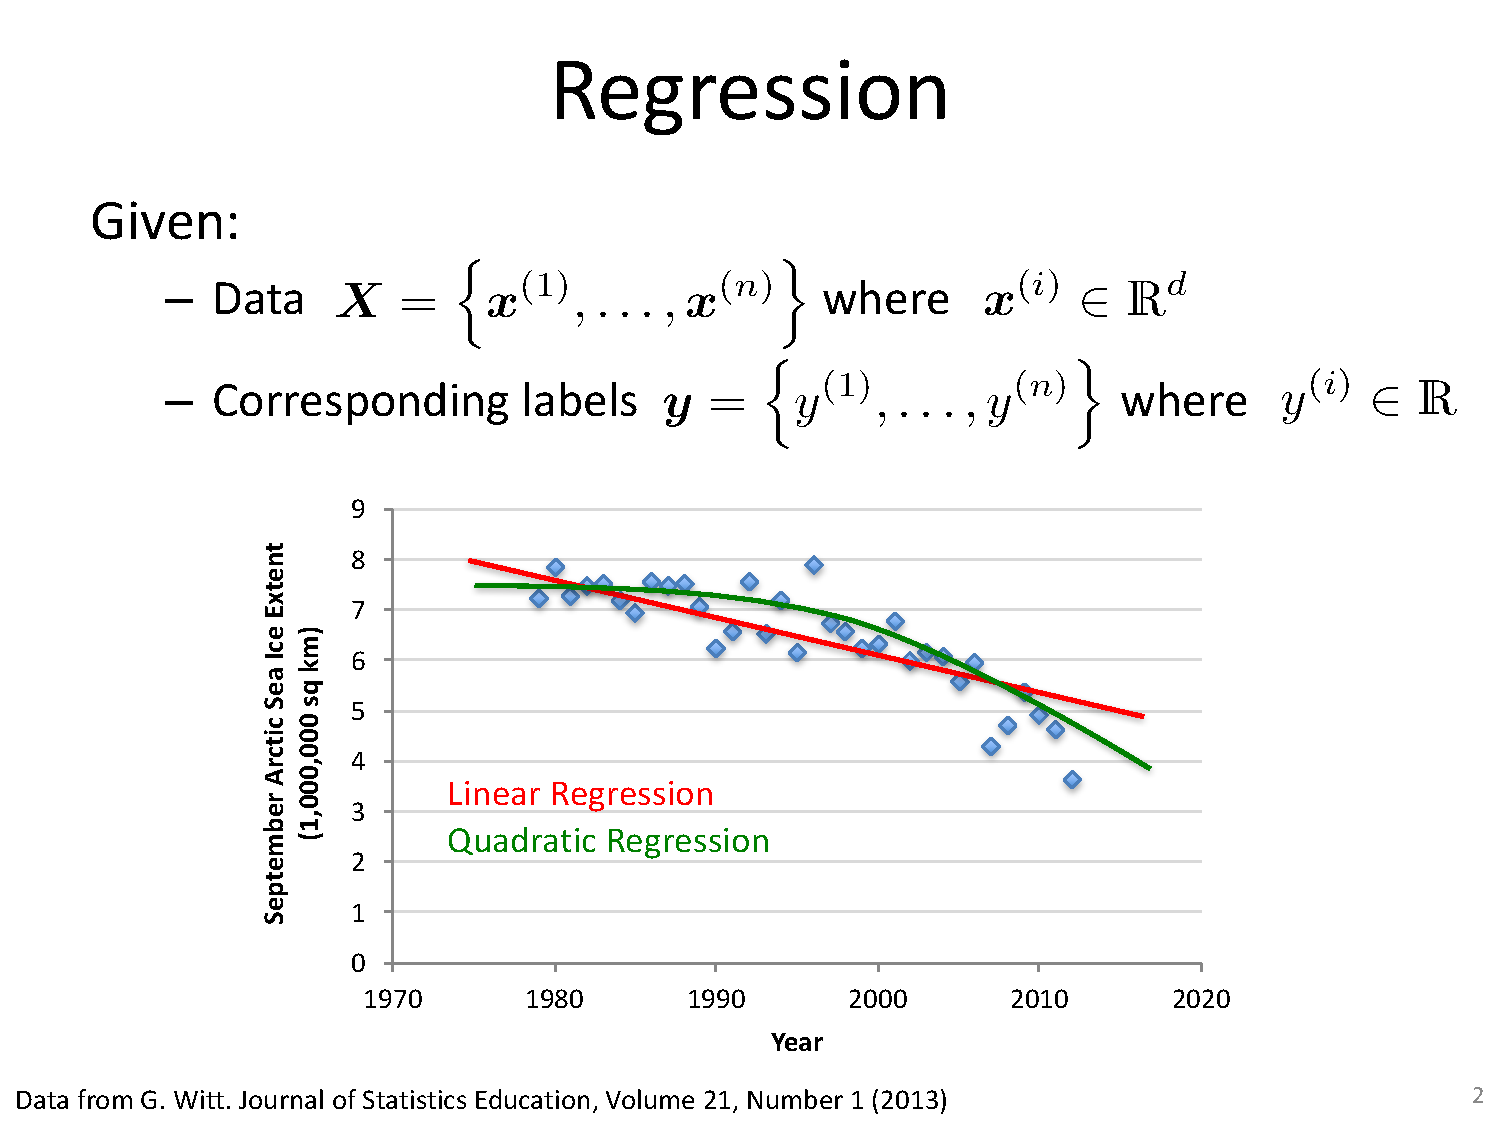 Regression
Given:
– Data X = { x^(1), . . . , x^(n) } where x^(i) ∈ ℝ^d
– Corresponding labels y = { y^(1), . . . , y^(n) } where y^(i) ∈ ℝ
September Arctic Sea Ice Extent
(1,000,000 sq km)
9
8
7
6
5
4
3
2
1
0
Linear Regression
Quadratic Regression
1970 1980 1990 2000 2010 2020
Year
Data from G. Witt. Journal of Statistics Education, Volume 21, Number 1 (2013)
2